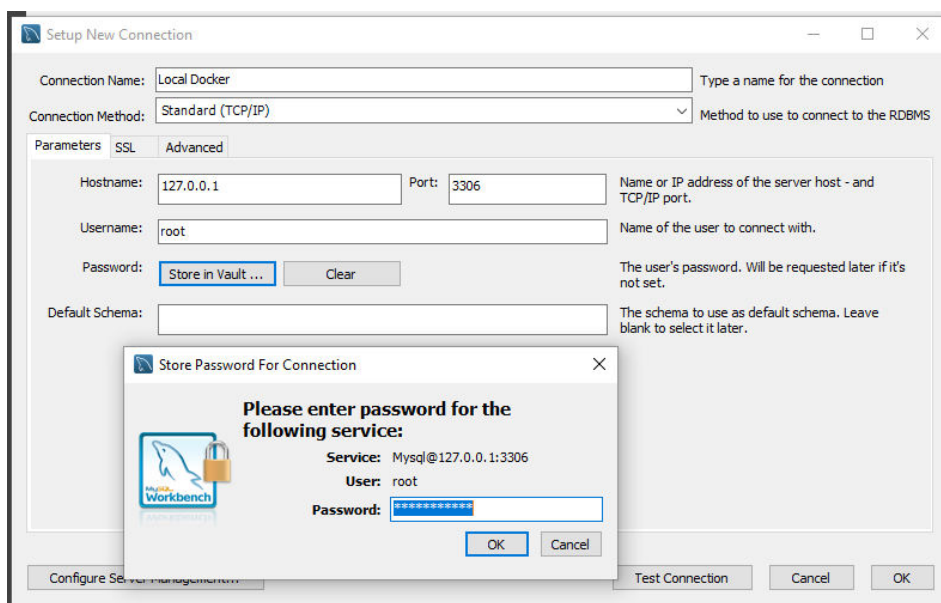 Setup New Connection
Connection Name: Local Docker Type a name for the connection
Connection Method: Standard (TCP/IP) Method to use to connect to the RDBMS
Parameters SSL Advanced
Hostname: 127.0.0.1 Port: 3306 Name or IP address of the server host - and
TCP/IP port.
Username: root Name of the user to connect with.
Password: Store in Vault ... Clear The user's password. Will be requested later if it's
not set.
Default Schema: The schema to use as default schema. Leave
blank to select it later.
Store Password For Connection
Please enter password for the
following service:
Service: Mysql@127.0.0.1:3306
User: root
Password: ***********
MySQL
Workbench
OK Cancel
Configure Test Connection Cancel OK